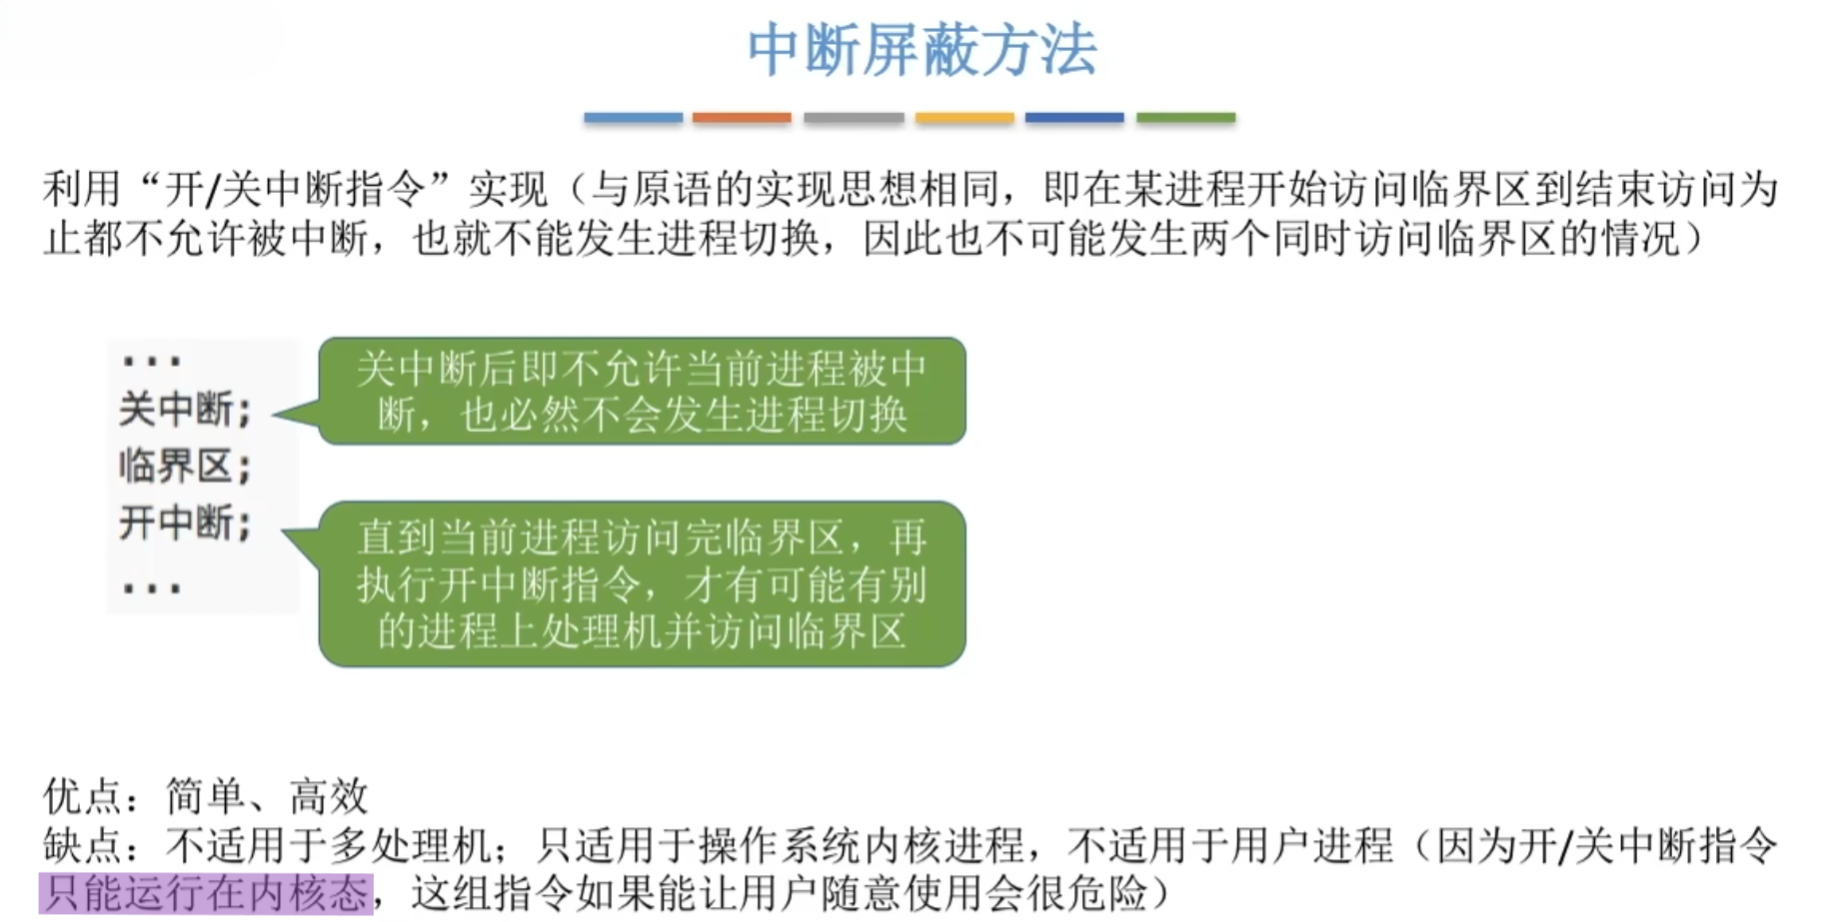 中断屏蔽方法
利用“开/关中断指令”实现（与原语的实现思想相同，即在某进程开始访问临界区到结束访问为
止都不允许被中断，也就不能发生进程切换，因此也不可能发生两个同时访问临界区的情况）
...
关中断;
临界区;
开中断;
...
关中断后即不允许当前进程被中
断，也必然不会发生进程切换
直到当前进程访问完临界区，再
执行开中断指令，才有可能有别
的进程上处理机并访问临界区
优点：简单、高效
缺点：不适用于多处理机；只适用于操作系统内核进程，不适用于用户进程（因为开/关中断指令
只能运行在内核态，这组指令如果能让用户随意使用会很危险）